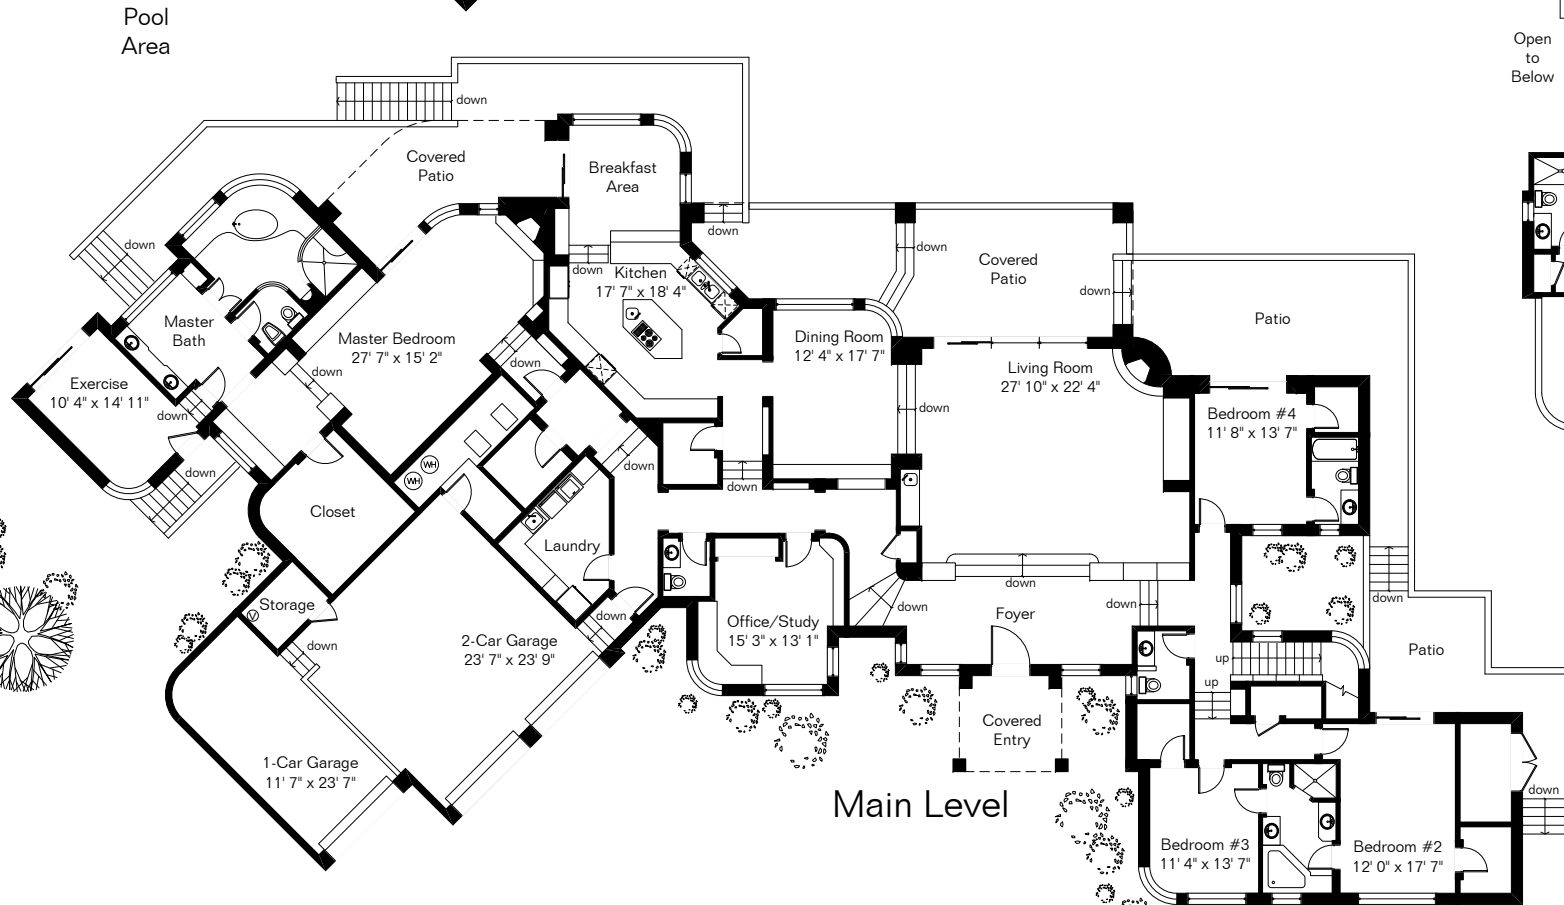 Pool
Area
Open
to
Below
down
Covered
Patio
Breakfast
Area
down
down
down
Covered
Patio
down
down
Kitchen
17' 7" x 18' 4"
down
Patio
Master
Bath
Master Bedroom
27' 7" x 15' 2"
Dining Room
12' 4" x 17' 7"
Living Room
27' 10" x 22' 4"
down
down
Exercise
10' 4" x 14' 11"
down
down
Bedroom #4
11' 8" x 13' 7"
down
down
down
WH
WH
Closet
Laundry
down
down
Storage
V
down
down
down
Foyer
Office/Study
15' 3" x 13' 1"
down
2-Car Garage
23' 7" x 23' 9"
up
up
Patio
Covered
Entry
1-Car Garage
11' 7" x 23' 7"
Main Level
down
Bedroom #3
11' 4" x 13' 7"
Bedroom #2
12' 0" x 17' 7"